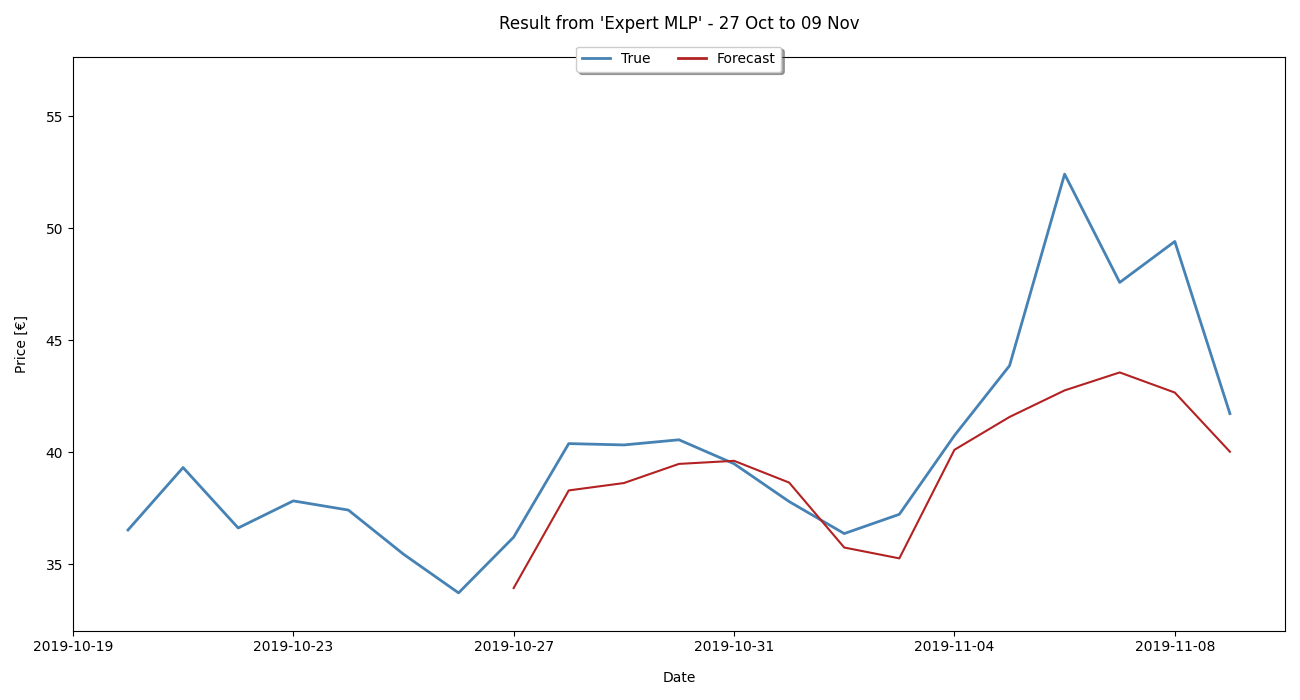 Result from 'Expert MLP' - 27 Oct to 09 Nov
True Forecast
55
50
45
40
35
Price [€]
2019-10-19 2019-10-23 2019-10-27 2019-10-31 2019-11-04 2019-11-08
Date